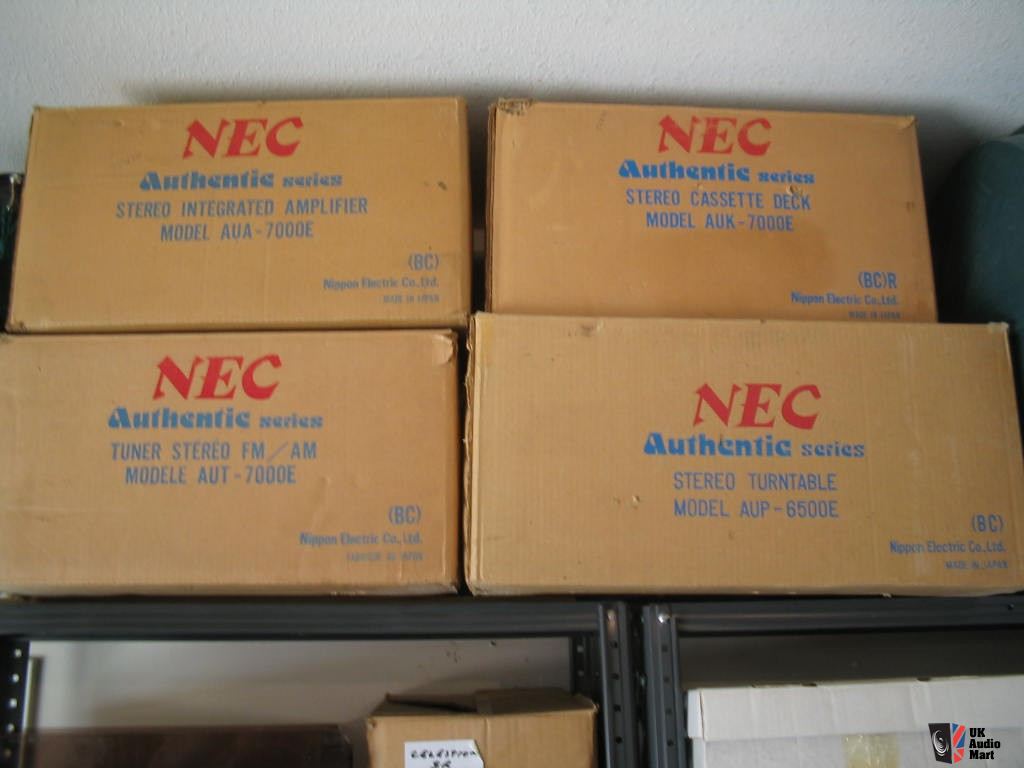 NEC
Authentic series
STEREO INTEGRATED AMPLIFIER
MODEL AUA-7000E
(BC)
Nippon Electric Co., Ltd.
MADE IN JAPAN
NEC
Authentic series
STEREO CASSETTE DECK
MODEL AUK-7000E
(BC)R
Nippon Electric Co., Ltd.
MADE IN JAPAN
NEC
Authentic series
TUNER STÉRÉO FM/AM
MODELE AUT-7000E
(BC)
Nippon Electric Co., Ltd.
NEC
Authentic series
STEREO TURNTABLE
MODEL AUP-6500E
(BC)
Nippon Electric Co., Ltd.
MADE IN JAPAN
UK
Audio
Mart